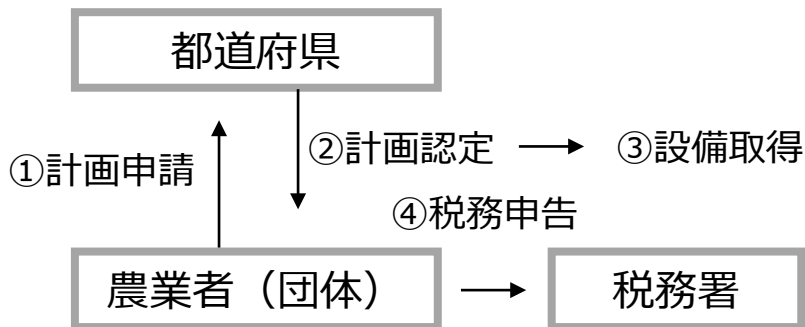 都道府県
①計画申請
②計画認定
③設備取得
④税務申告
農業者（団体）
税務署